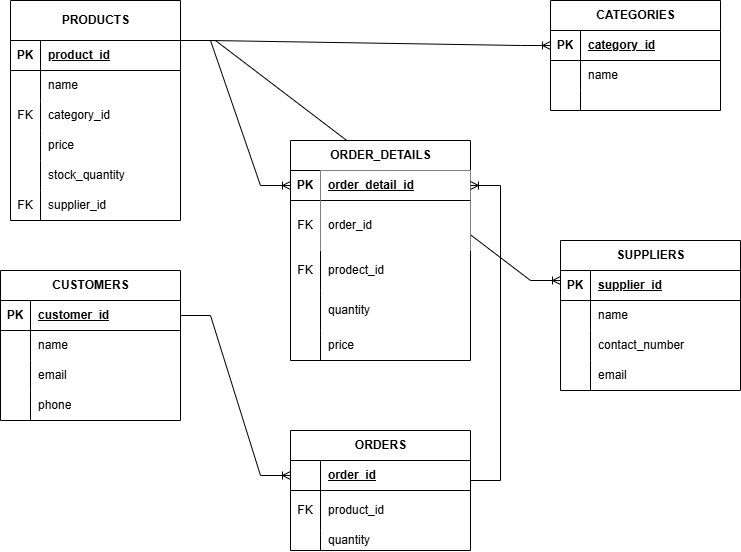 PRODUCTS
PK product_id
name
FK category_id
price
stock_quantity
FK supplier_id
CATEGORIES
PK category_id
name
ORDER_DETAILS
PK order_detail_id
FK order_id
FK prodect_id
quantity
price
SUPPLIERS
PK supplier_id
name
contact_number
email
CUSTOMERS
PK customer_id
name
email
phone
ORDERS
order_id
FK product_id
quantity